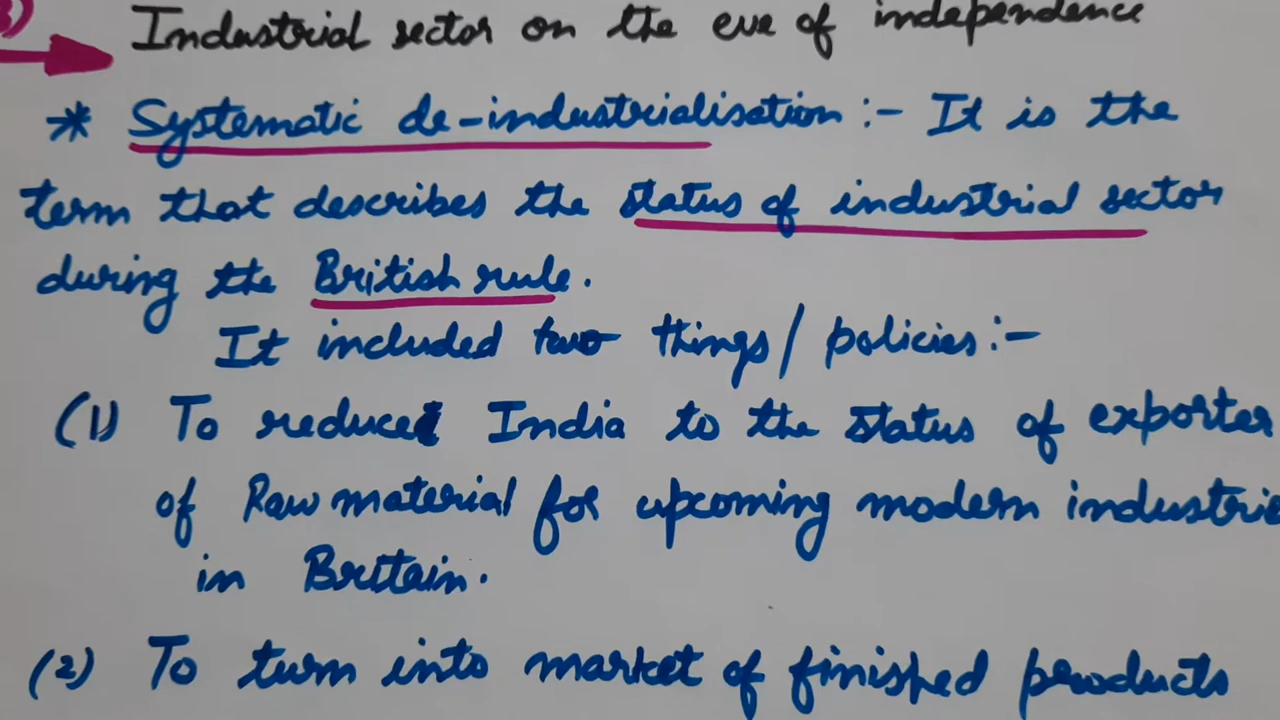 Industrial sector on the eve of independence
* Systematic de-industrialisation :- It is the
term that describes the status of industrial sector
during the British rule.
It included two things/policies:-
(1) To reduce India to the status of exporter
of Raw material for upcoming modern industrie
in Britain.
(2) To turn into market of finished products